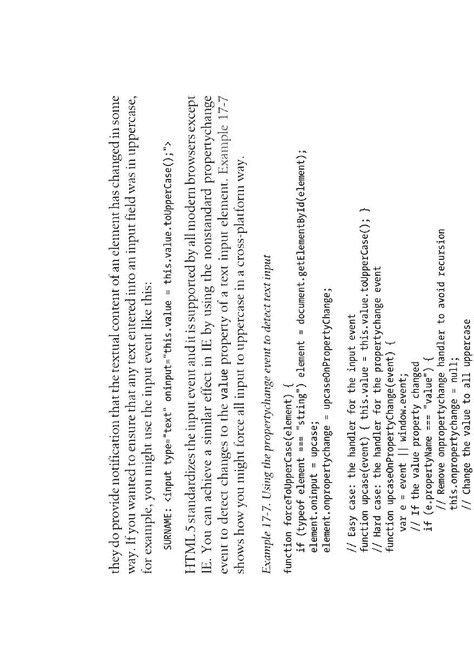 they do provide notification that the textual content of an element has changed in some
way. If you wanted to ensure that any text entered into an input field was in uppercase,
for example, you might use the input event like this:
SURNAME: <input type="text" oninput="this.value = this.value.toUpperCase();">
HTML5 standardizes the input event and it is supported by all modern browsers except
IE. You can achieve a similar effect in IE by using the nonstandard propertychange
event to detect changes to the value property of a text input element. Example 17-7
shows how you might force all input to uppercase in a cross-platform way.
Example 17-7. Using the propertychange event to detect text input
function forceToUpperCase(element) {
if (typeof element === "string") element = document.getElementById(element);
element.oninput = upcase;
element.onpropertychange = upcaseOnPropertyChange;
// Easy case: the handler for the input event
function upcase(event) { this.value = this.value.toUpperCase(); }
// Hard case: the handler for the propertychange event
function upcaseOnPropertyChange(event) {
var e = event || window.event;
// If the value property changed
if (e.propertyName === "value") {
// Remove onpropertychange handler to avoid recursion
this.onpropertychange = null;
// Change the value to all uppercase